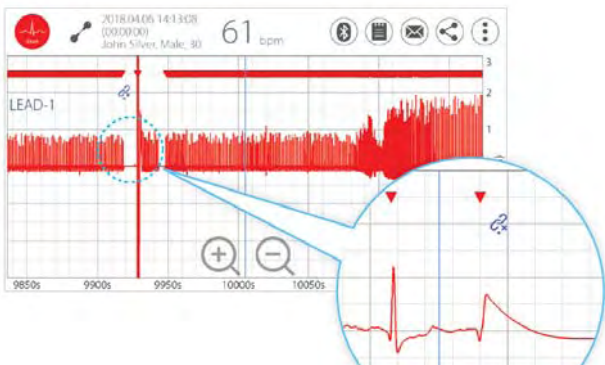 2018.04.06 14:13:08
(00:00:00)
John Silver, Male, 30
61 bpm
3
LEAD-1
2
1
9850s 9900s 9950s 10000s 10050s